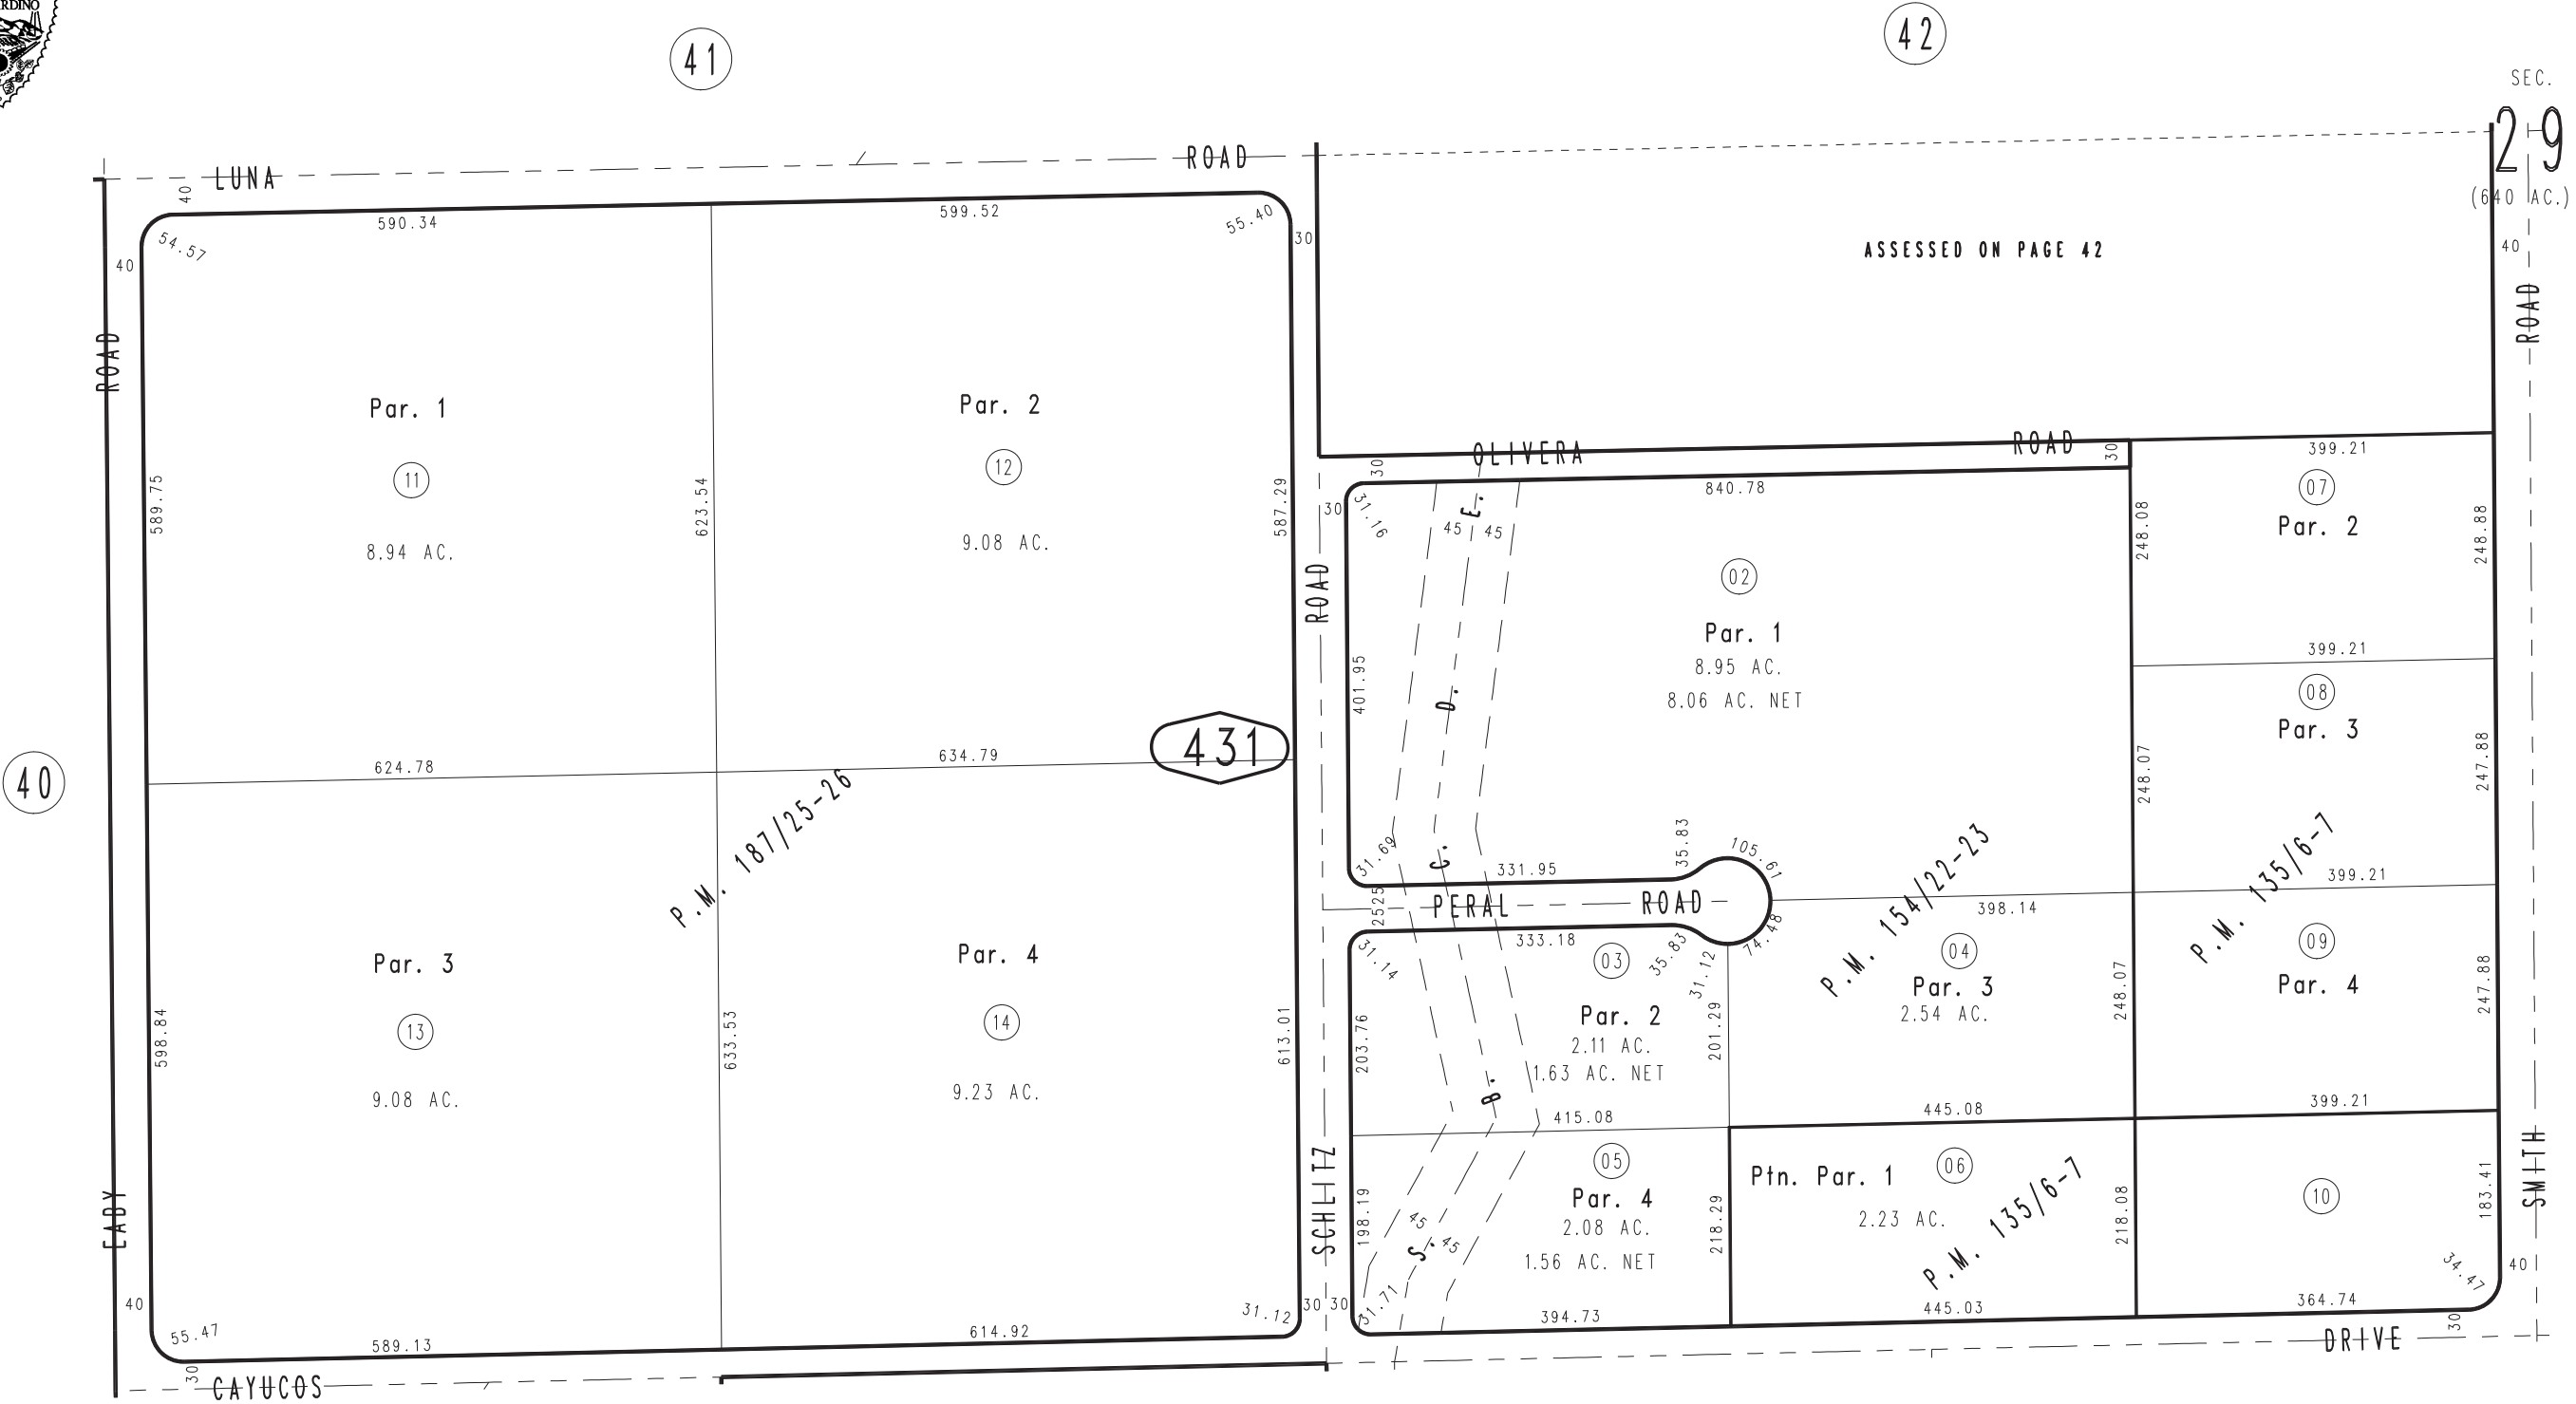 RDINO
41
42
SEC.
29
(640 AC.)
LUNA
ROAD
40
590.34
599.52
55.40
54.57
40
30
40
ASSESSED ON PAGE 42
ROAD
ROAD
Par. 1
11
8.94 AC.
589.75
623.54
Par. 2
12
9.08 AC.
587.29
OLIVERA
ROAD
30
30
30
31.16
840.78
45
45
S. B. C. D. E.
02
Par. 1
8.95 AC.
8.06 AC. NET
401.95
ROAD
399.21
07
Par. 2
248.08
248.88
399.21
08
Par. 3
248.07
247.88
624.78
634.79
431
40
P.M. 187/25-26
31.69
331.95
35.83
105.61
25
25
PERAL
ROAD
398.14
P.M. 154/22-23
P.M. 135/6-7
399.21
31.14
333.18
35.83
31.12
74.48
03
Par. 2
2.11 AC.
1.63 AC. NET
203.76
201.29
04
Par. 3
2.54 AC.
248.07
09
Par. 4
247.88
Par. 3
13
9.08 AC.
598.84
633.53
Par. 4
14
9.23 AC.
613.01
415.08
445.08
399.21
05
Par. 4
2.08 AC.
1.56 AC. NET
198.19
218.29
45
45
Ptn. Par. 1
06
2.23 AC.
P.M. 135/6-7
218.08
10
183.41
34.47
SMITH
40
EADY
SCHLITZ
40
55.47
589.13
614.92
31.12
30
30
31.71
394.73
445.03
364.74
30
DRIVE
30
CAYUCOS